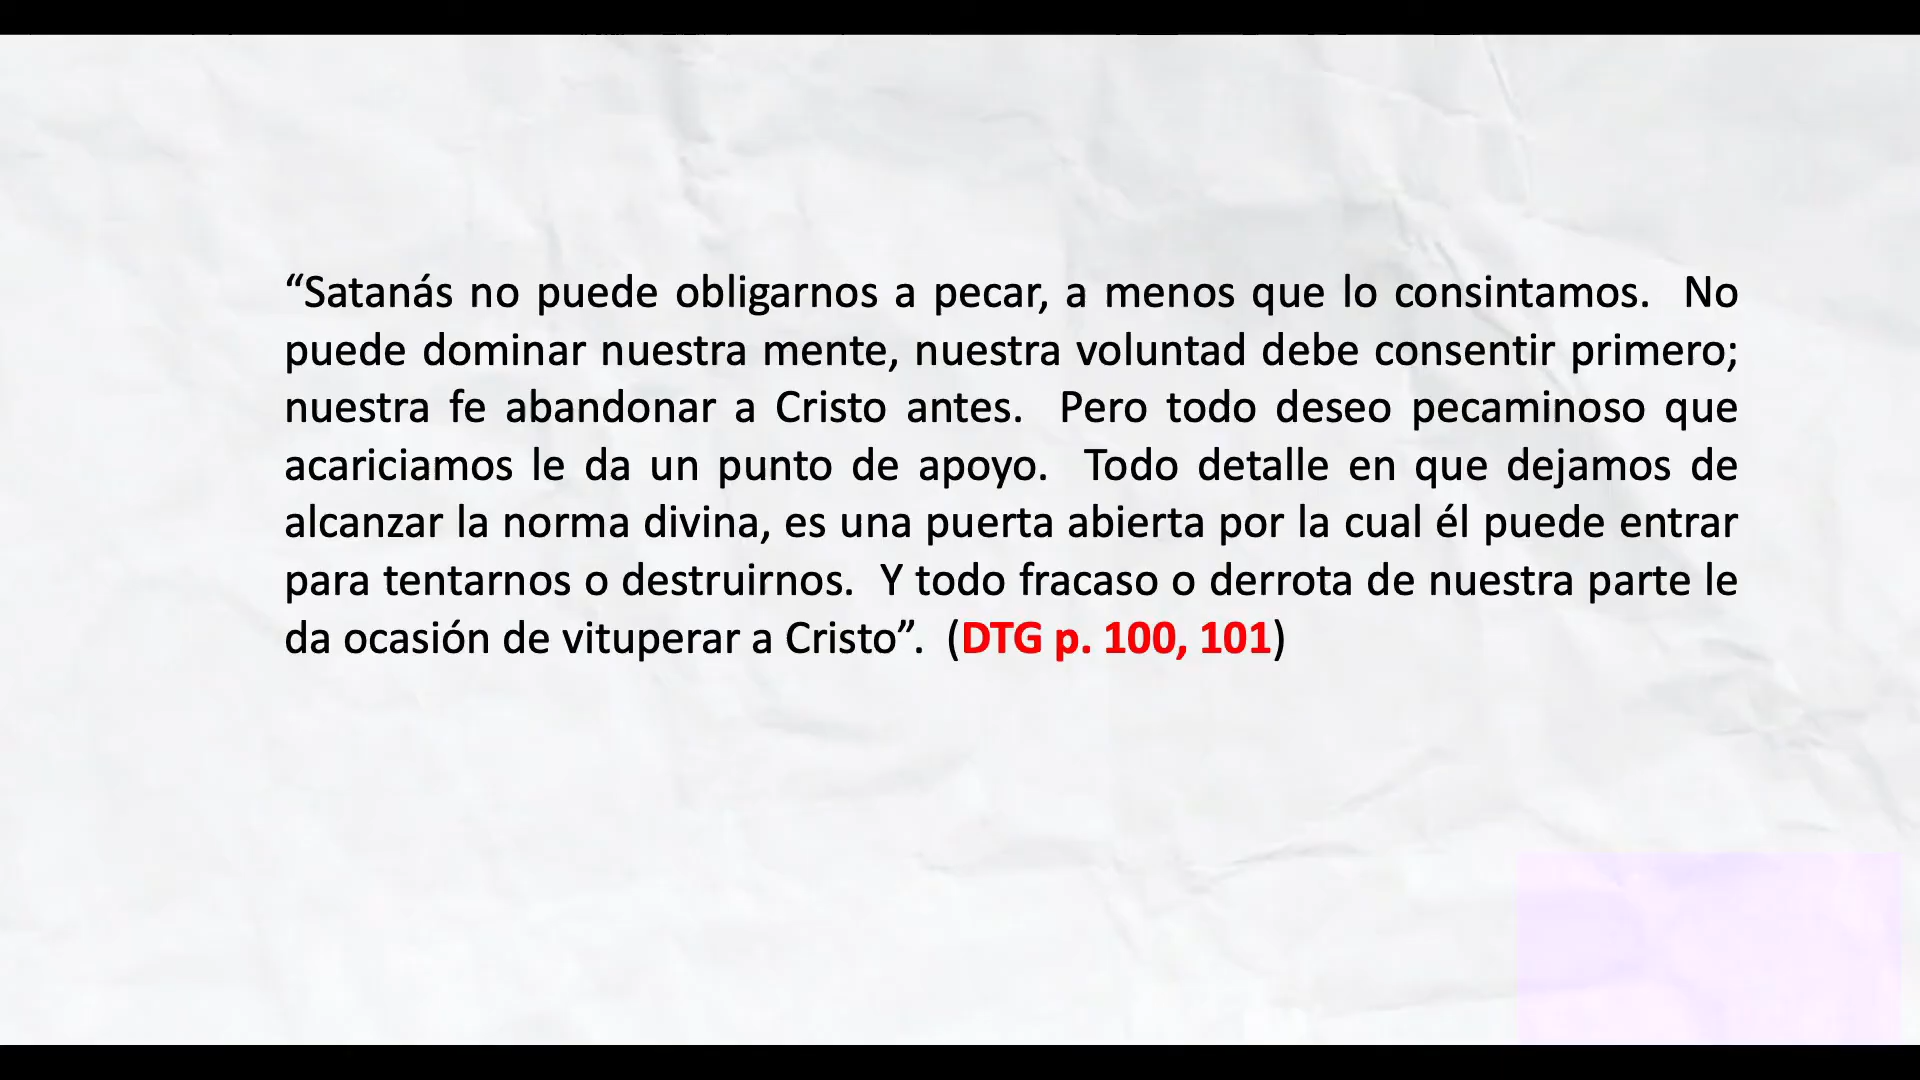 “Satanás no puede obligarnos a pecar, a menos que lo consintamos.  No
puede dominar nuestra mente, nuestra voluntad debe consentir primero;
nuestra fe abandonar a Cristo antes.  Pero todo deseo pecaminoso que
acariciamos le da un punto de apoyo.  Todo detalle en que dejamos de
alcanzar la norma divina, es una puerta abierta por la cual él puede entrar
para tentarnos o destruirnos.  Y todo fracaso o derrota de nuestra parte le
da ocasión de vituperar a Cristo”.  (DTG p. 100, 101)